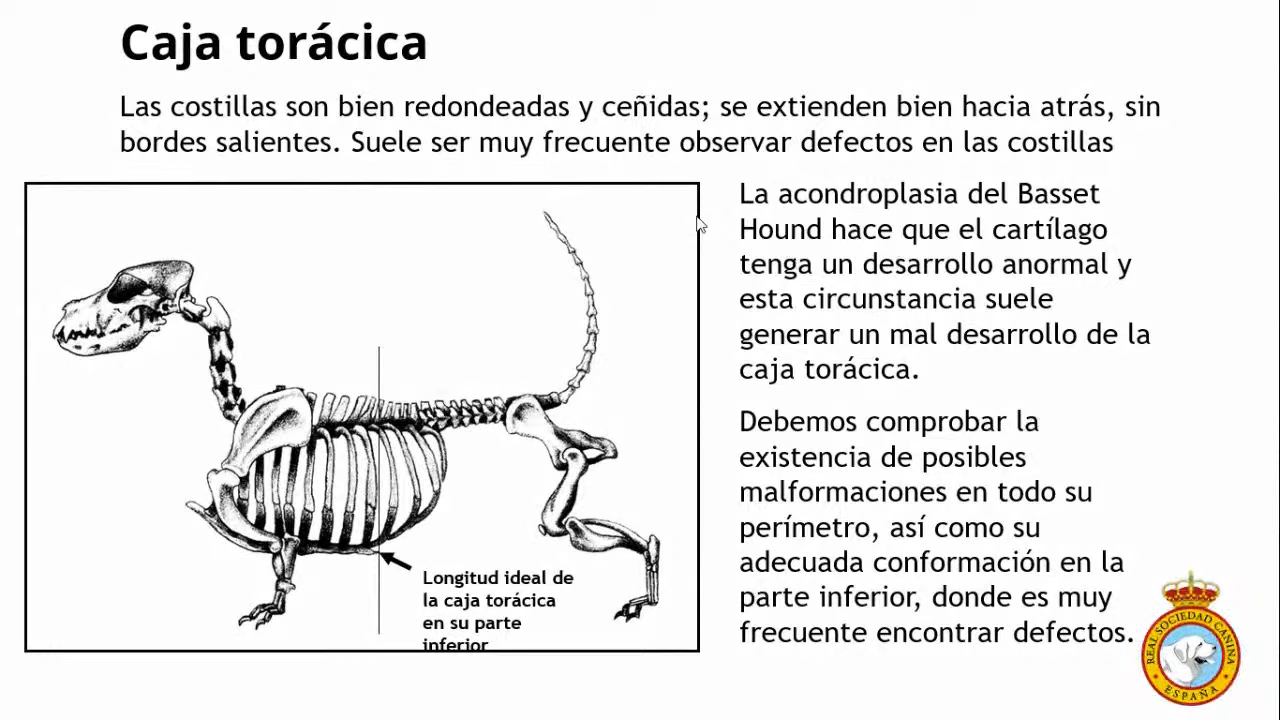 Caja torácica
Las costillas son bien redondeadas y ceñidas; se extienden bien hacia atrás, sin
bordes salientes. Suele ser muy frecuente observar defectos en las costillas
La acondroplasia del Basset
Hound hace que el cartílago
tenga un desarrollo anormal y
esta circunstancia suele
generar un mal desarrollo de la
caja torácica.
Debemos comprobar la
existencia de posibles
malformaciones en todo su
perímetro, así como su
adecuada conformación en la
parte inferior, donde es muy
frecuente encontrar defectos.
Longitud ideal de
la caja torácica
en su parte
inferior
REAL SOCIEDAD CANINA
ESPAÑA